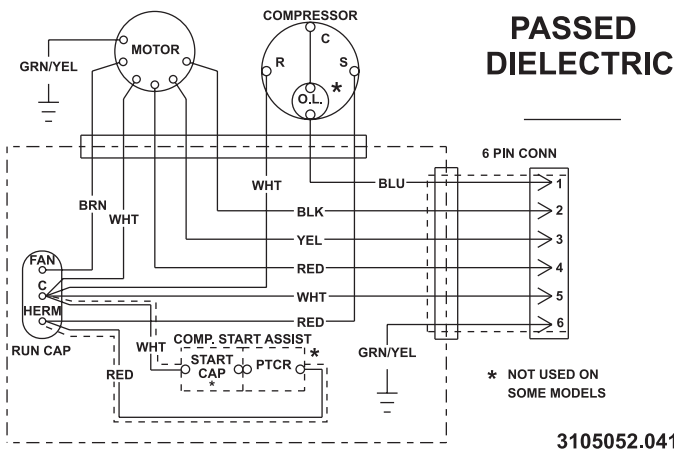 COMPRESSOR
PASSED
DIELECTRIC
MOTOR
C
R
S
GRN/YEL
O.L.
*
6 PIN CONN
WHT
BLU
1
BRN
BLK
2
WHT
YEL
3
FAN
RED
4
C
WHT
5
HERM
RED
6
RUN CAP
WHT
COMP. START ASSIST
*
GRN/YEL
RED
START
CAP
*
PTCR
* NOT USED ON
SOME MODELS
3105052.041